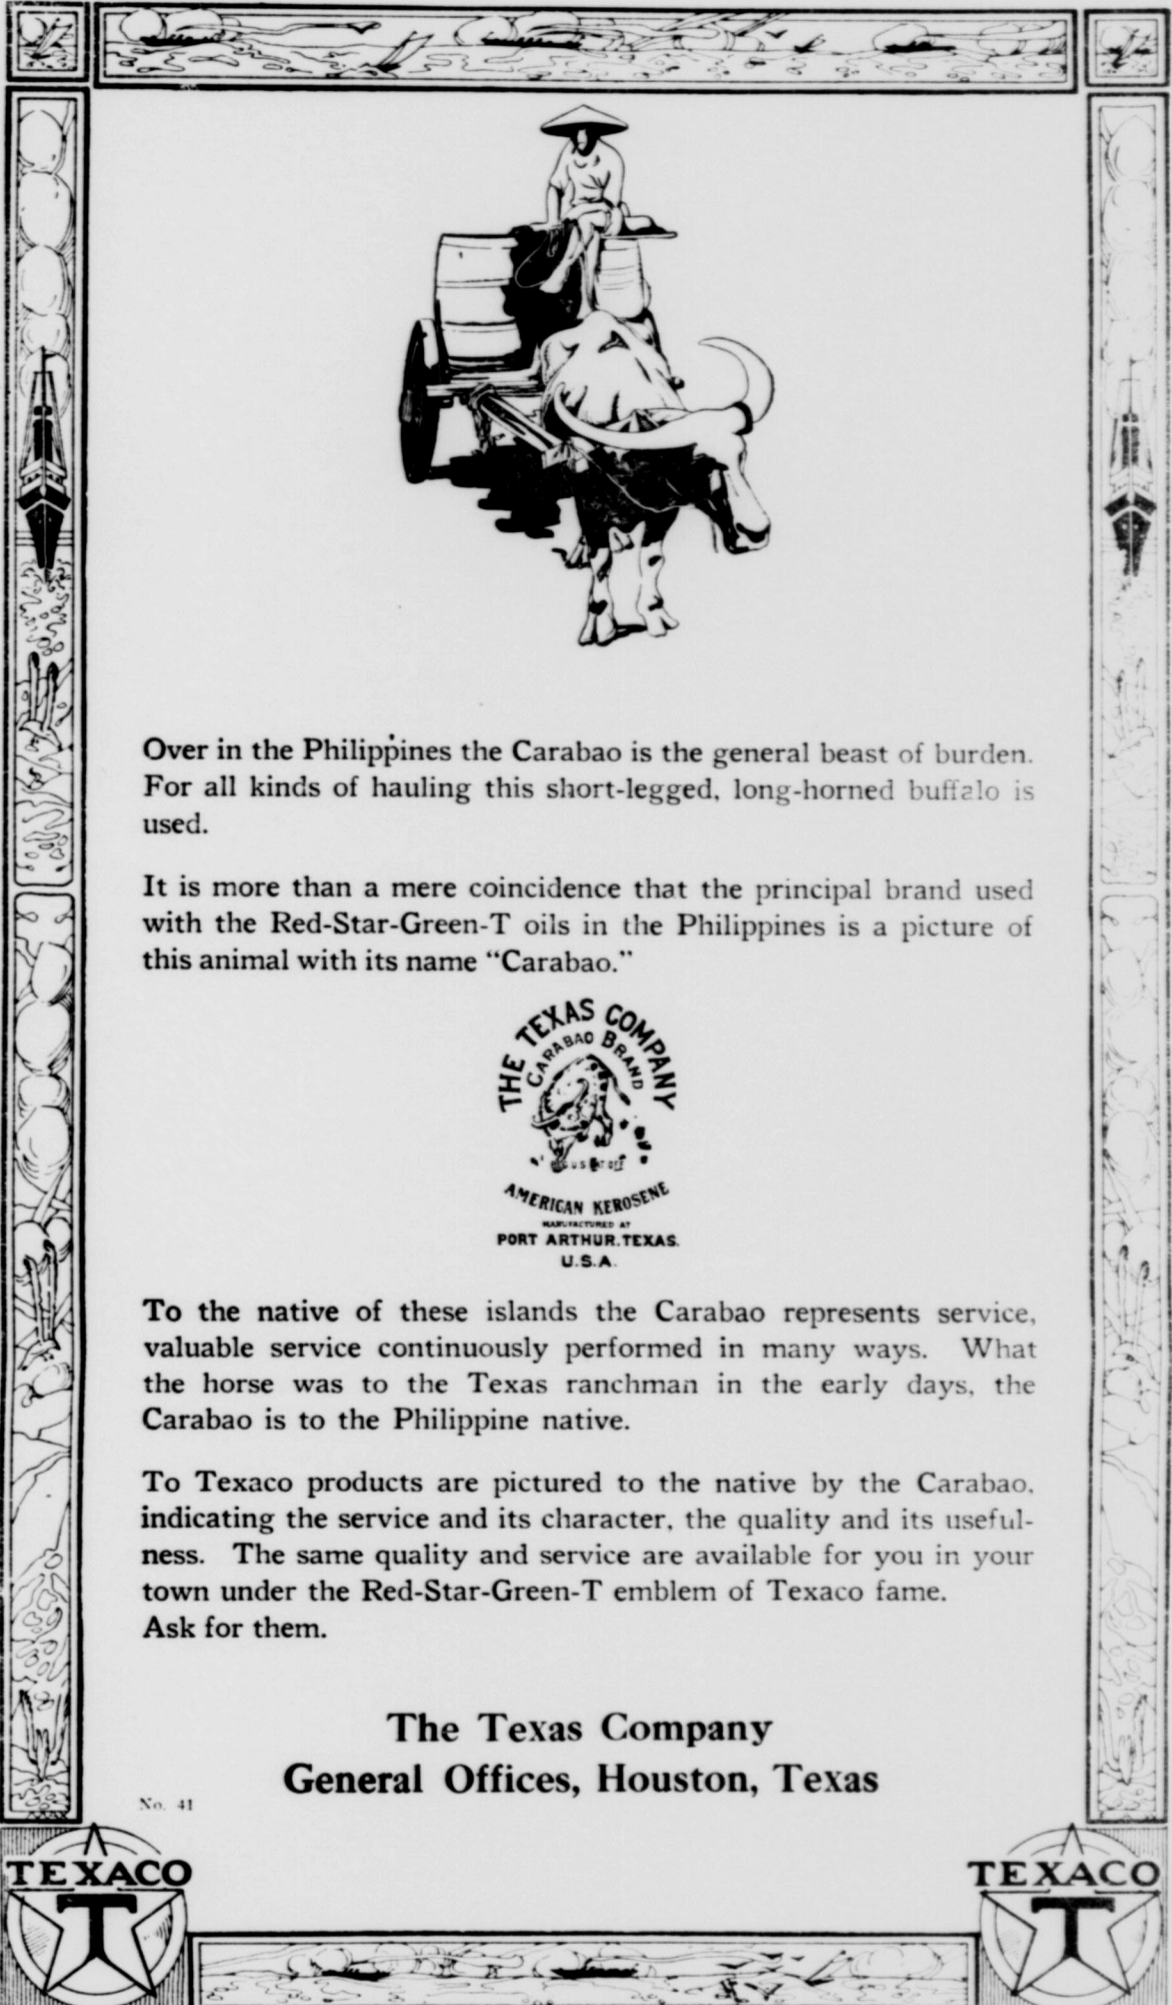 Over in the Philippines the Carabao is the general beast of burden.
For all kinds of hauling this short-legged, long-horned buffalo is
used.
It is more than a mere coincidence that the principal brand used
with the Red-Star-Green-T oils in the Philippines is a picture of
this animal with its name “Carabao.”
THE TEXAS COMPANY
CARABAO BRAND
AMERICAN KEROSENE
MANUFACTURED AT
PORT ARTHUR, TEXAS.
U.S.A.
To the native of these islands the Carabao represents service,
valuable service continuously performed in many ways. What
the horse was to the Texas ranchman in the early days, the
Carabao is to the Philippine native.
To Texaco products are pictured to the native by the Carabao,
indicating the service and its character, the quality and its useful-
ness. The same quality and service are available for you in your
town under the Red-Star-Green-T emblem of Texaco fame.
Ask for them.
The Texas Company
General Offices, Houston, Texas
No. 41
TEXACO
T
TEXACO
T